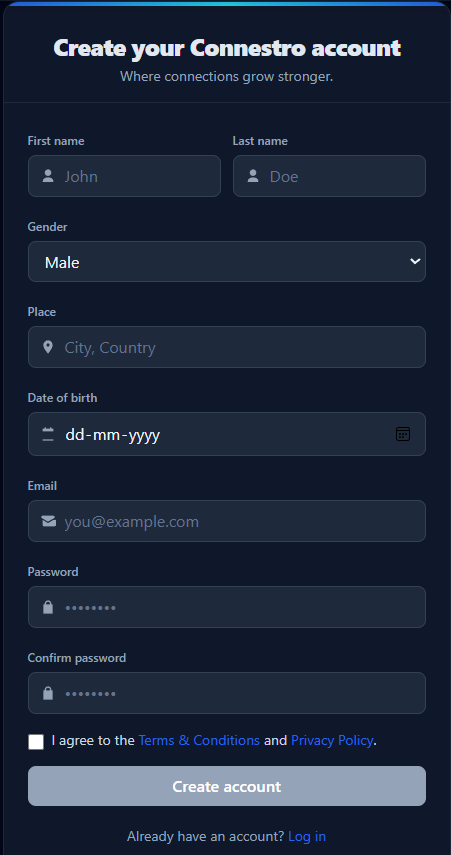 Create your Connestro account
Where connections grow stronger.
First name Last name
John Doe
Gender
Male
Place
City, Country
Date of birth
dd-mm-yyyy
Email
you@example.com
Password
••••••••
Confirm password
••••••••
I agree to the Terms & Conditions and Privacy Policy.
Create account
Already have an account? Log in